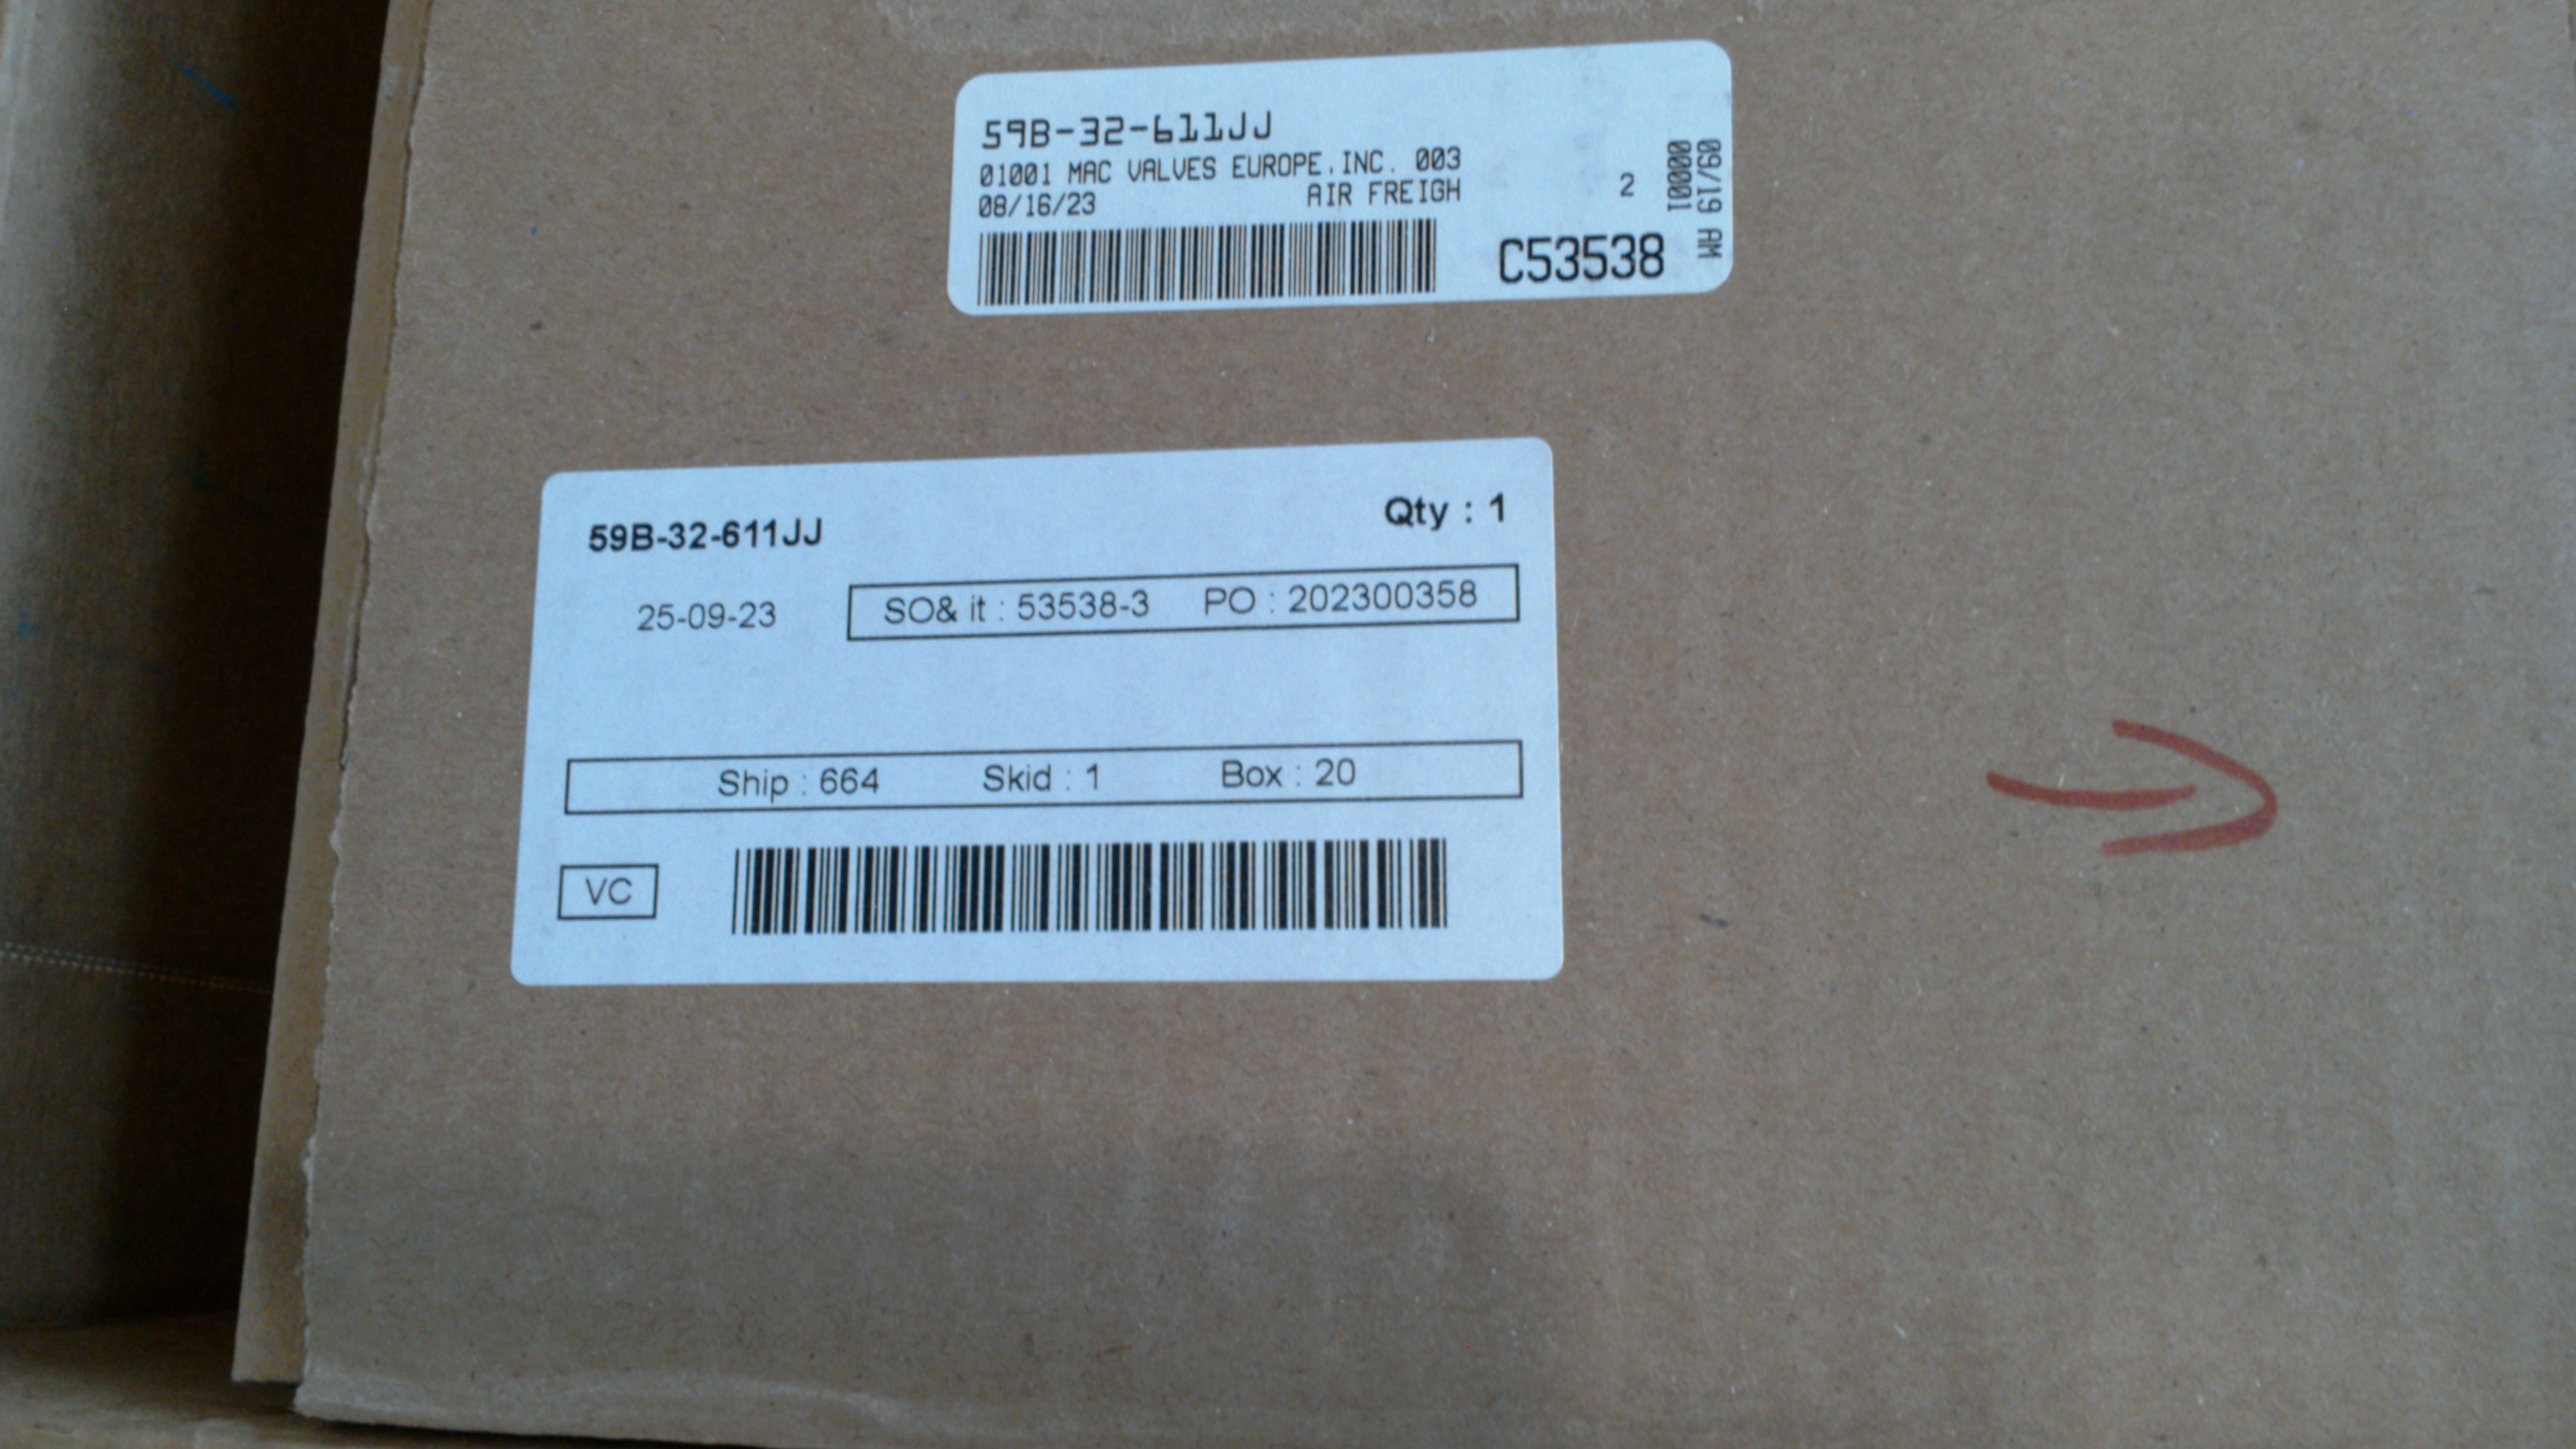 59B-32-611JJ
01001 MAC VALVES EUROPE,INC. 003
08/16/23 AIR FREIGH
2
C53538
09/19 AM
00001
59B-32-611JJ Qty : 1
25-09-23 SO& it : 53538-3 PO : 202300358
Ship : 664 Skid : 1 Box : 20
VC